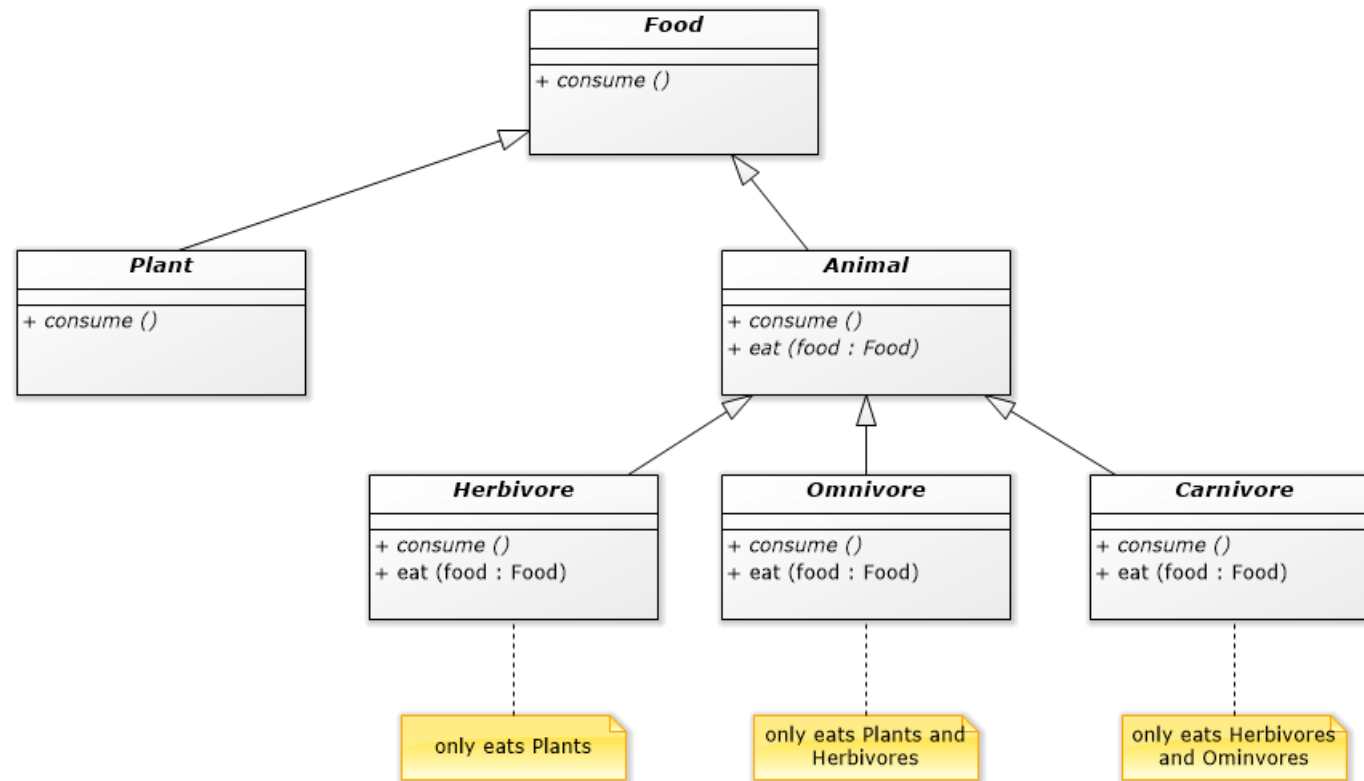 Food
+ consume ()
Plant
+ consume ()
Animal
+ consume ()
+ eat (food : Food)
Herbivore
+ consume ()
+ eat (food : Food)
Omnivore
+ consume ()
+ eat (food : Food)
Carnivore
+ consume ()
+ eat (food : Food)
only eats Plants
only eats Plants and
Herbivores
only eats Herbivores
and Ominvores